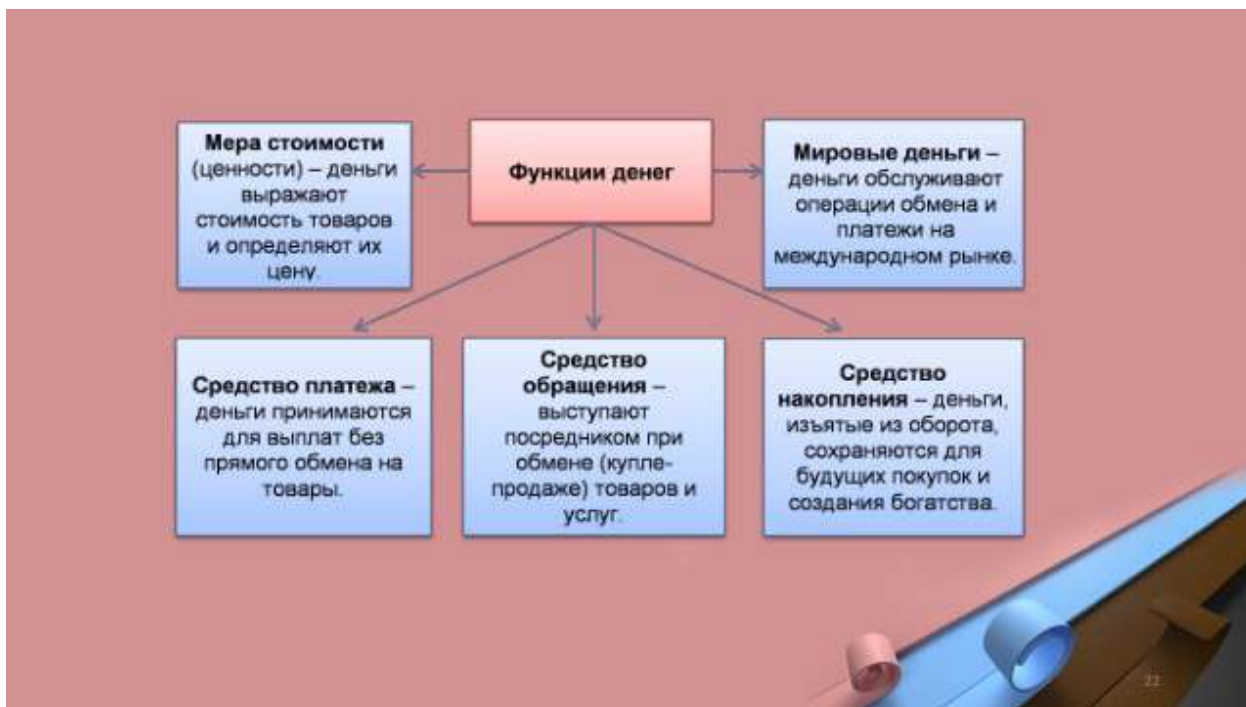 Мера стоимости
(ценности) – деньги
выражают
стоимость товаров
и определяют их
цену.
Функции денег
Мировые деньги –
деньги обслуживают
операции обмена и
платежи на
международном рынке.
Средство платежа –
деньги принимаются
для выплат без
прямого обмена на
товары.
Средство
обращения –
выступают
посредником при
обмене (купле-
продаже) товаров и
услуг.
Средство
накопления – деньги,
изъятые из оборота,
сохраняются для
будущих покупок и
создания богатства.
22